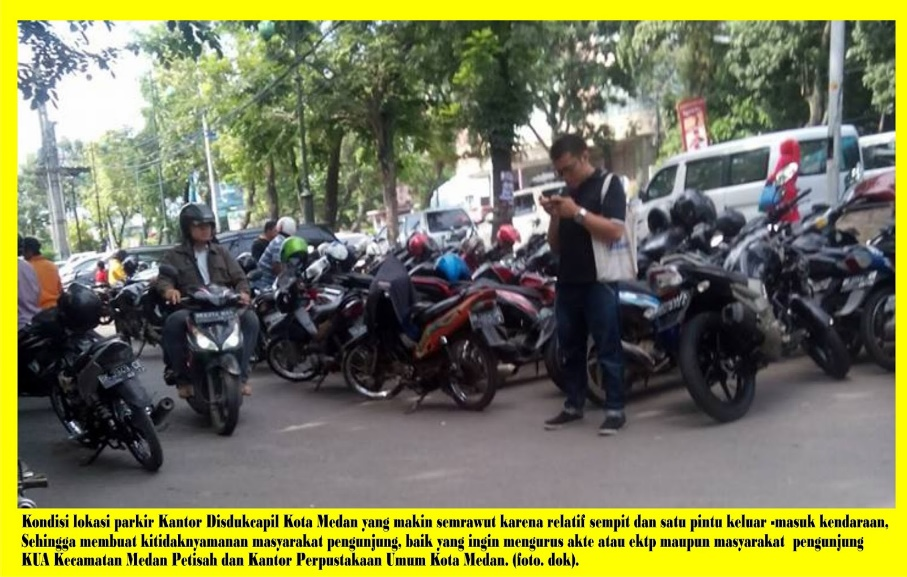 Kondisi lokasi parkir Kantor Disdukcapil Kota Medan yang makin semrawut karena relatif sempit dan satu pintu keluar -masuk kendaraan,
Sehingga membuat kitidaknyamanan masyarakat pengunjung, baik yang ingin mengurus akte atau ektp maupun masyarakat pengunjung
KUA Kecamatan Medan Petisah dan Kantor Perpustakaan Umum Kota Medan. (foto. dok).